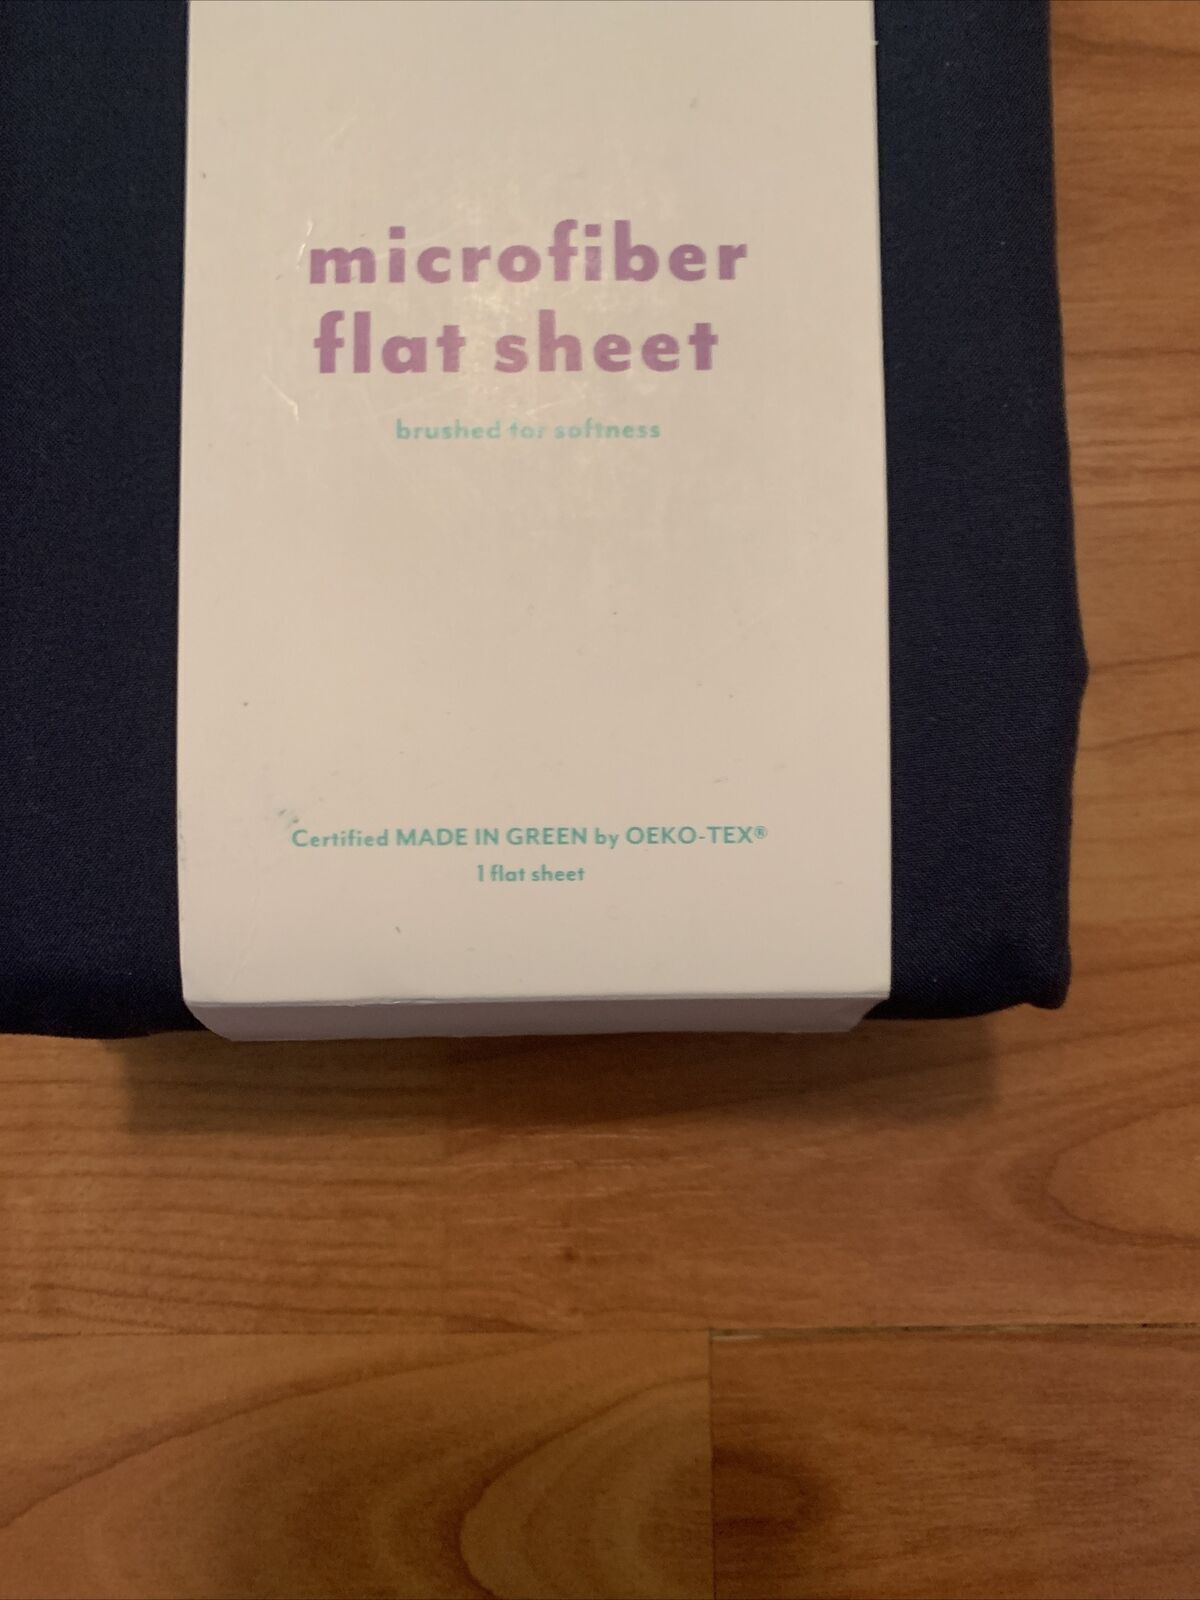 microfiber
flat sheet
brushed for softness
Certified MADE IN GREEN by OEKO-TEX®
1 flat sheet